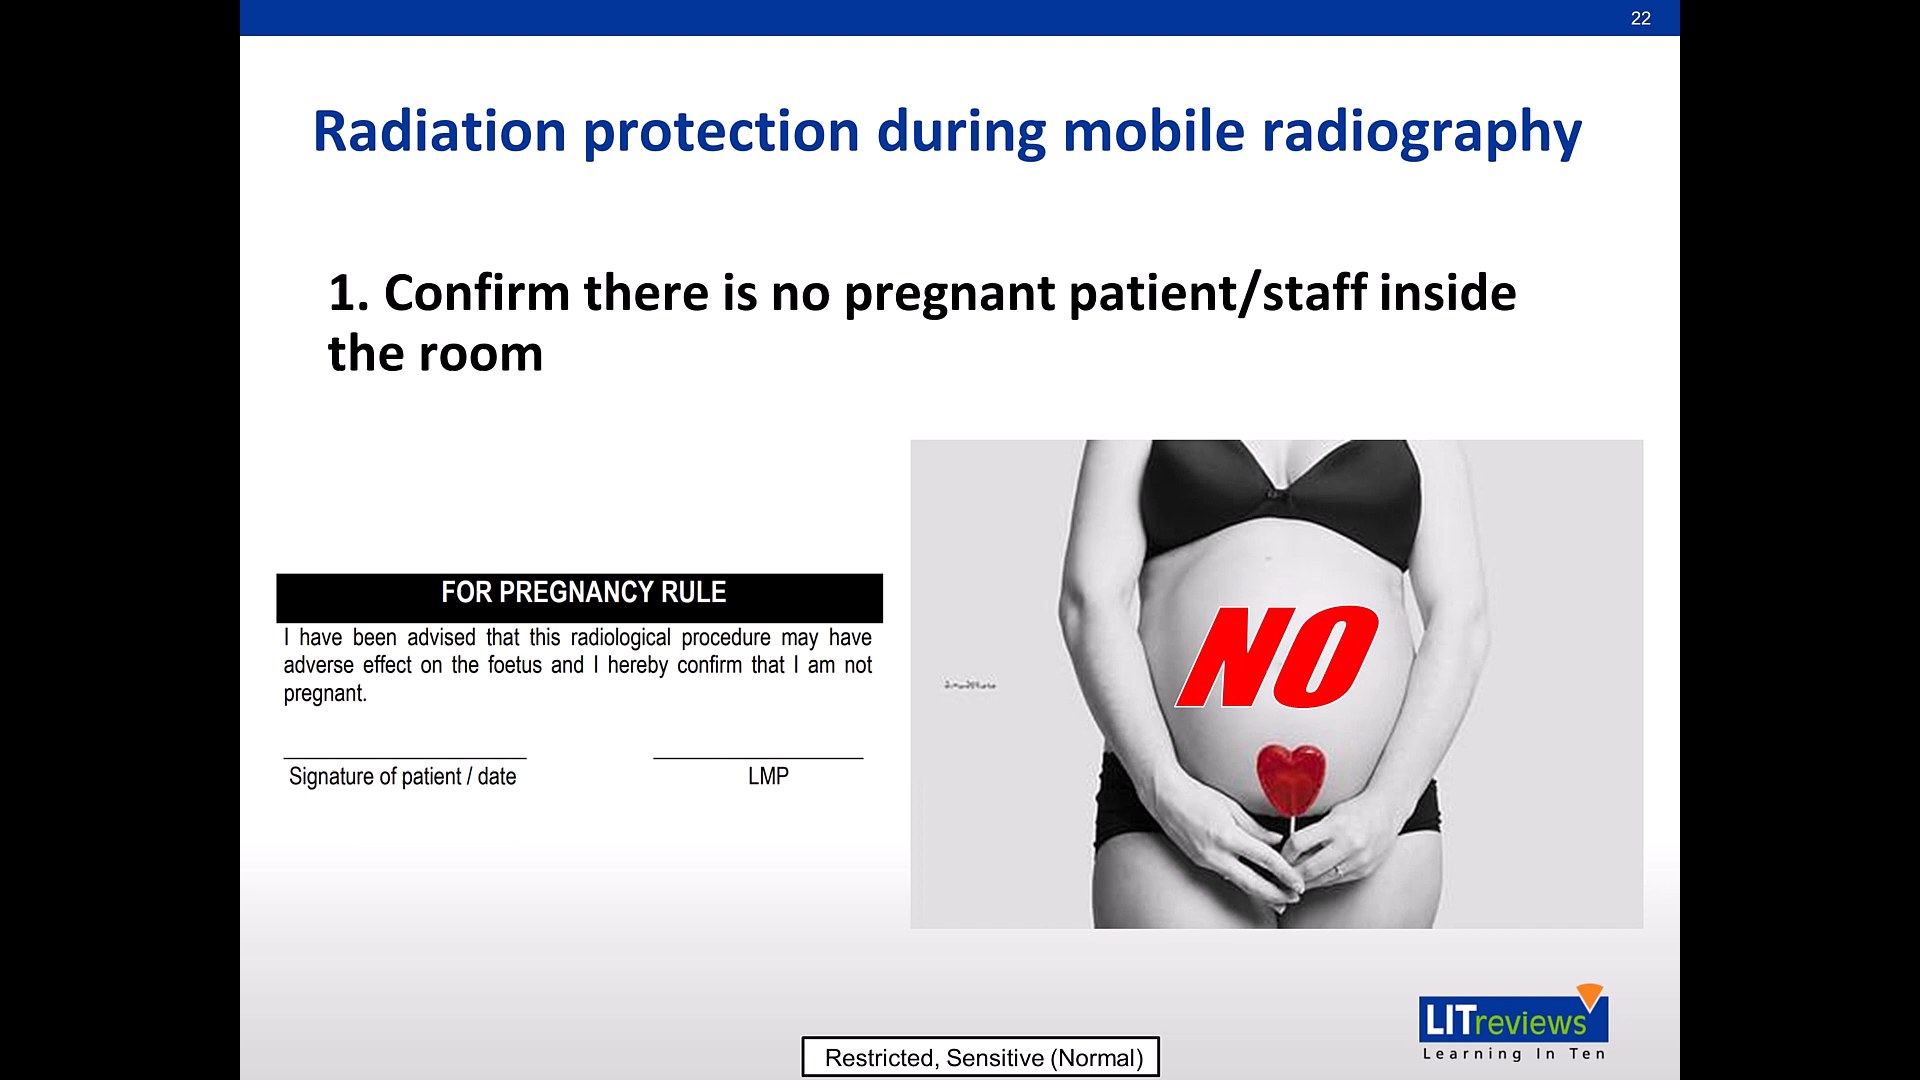 22
Radiation protection during mobile radiography
1. Confirm there is no pregnant patient/staff inside
the room
FOR PREGNANCY RULE
I have been advised that this radiological procedure may have
adverse effect on the foetus and I hereby confirm that I am not
pregnant.
Signature of patient / date
LMP
NO
LITreviews
Learning In Ten
Restricted, Sensitive (Normal)